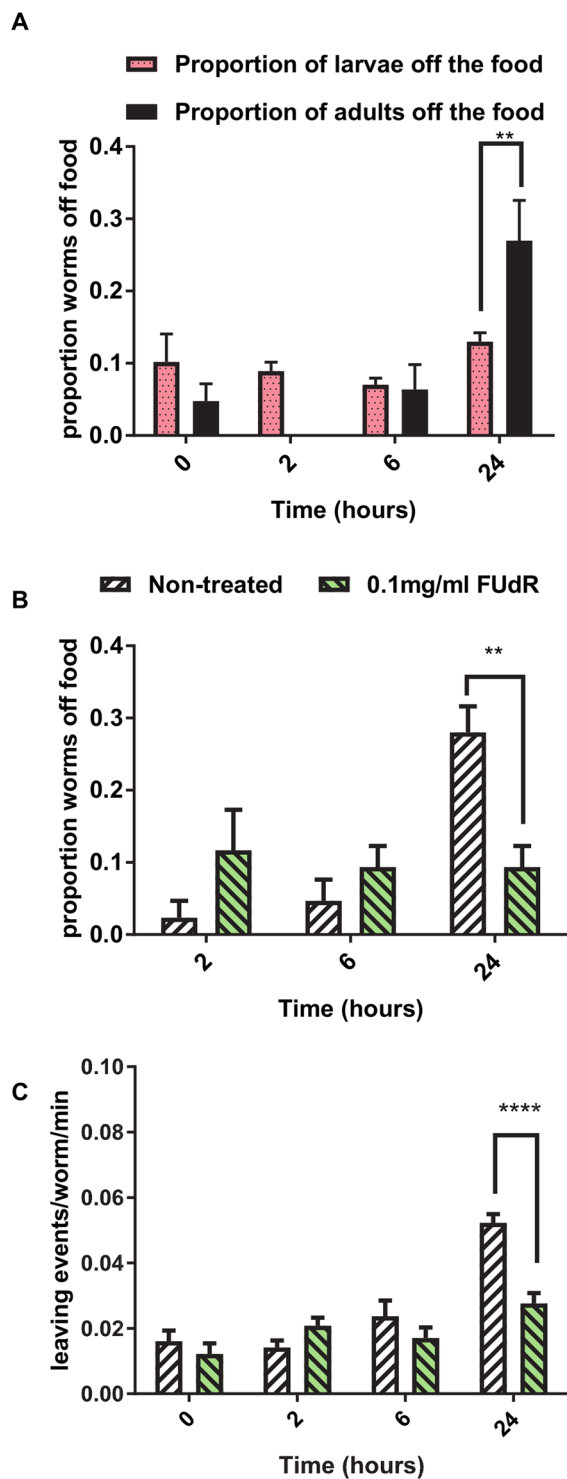 A
Proportion of larvae off the food
Proportion of adults off the food
proportion worms off food
0.4
0.3
0.2
0.1
0.0
**
0 2 6 24
Time (hours)
Non-treated 0.1mg/ml FUdR
B
proportion worms off food
0.4
0.3
0.2
0.1
0.0
**
2 6 24
Time (hours)
C
leaving events/worm/min
0.10
0.08
0.06
0.04
0.02
0.00
****
0 2 6 24
Time (hours)